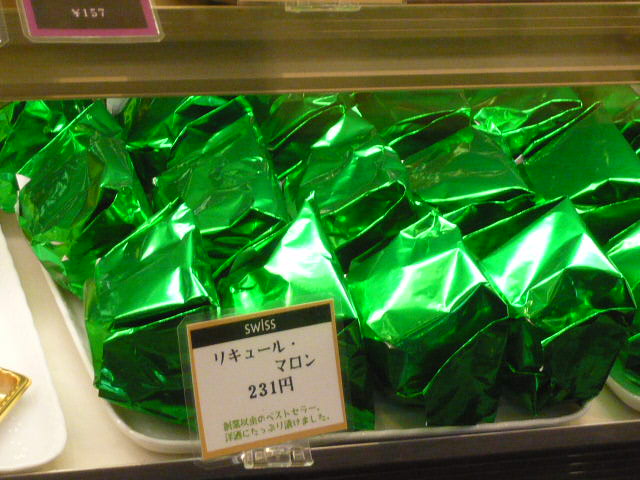 ¥157
swiss
リキュール・
マロン
231円
創業以来のベストセラー。
洋酒にたっぷり漬けました。